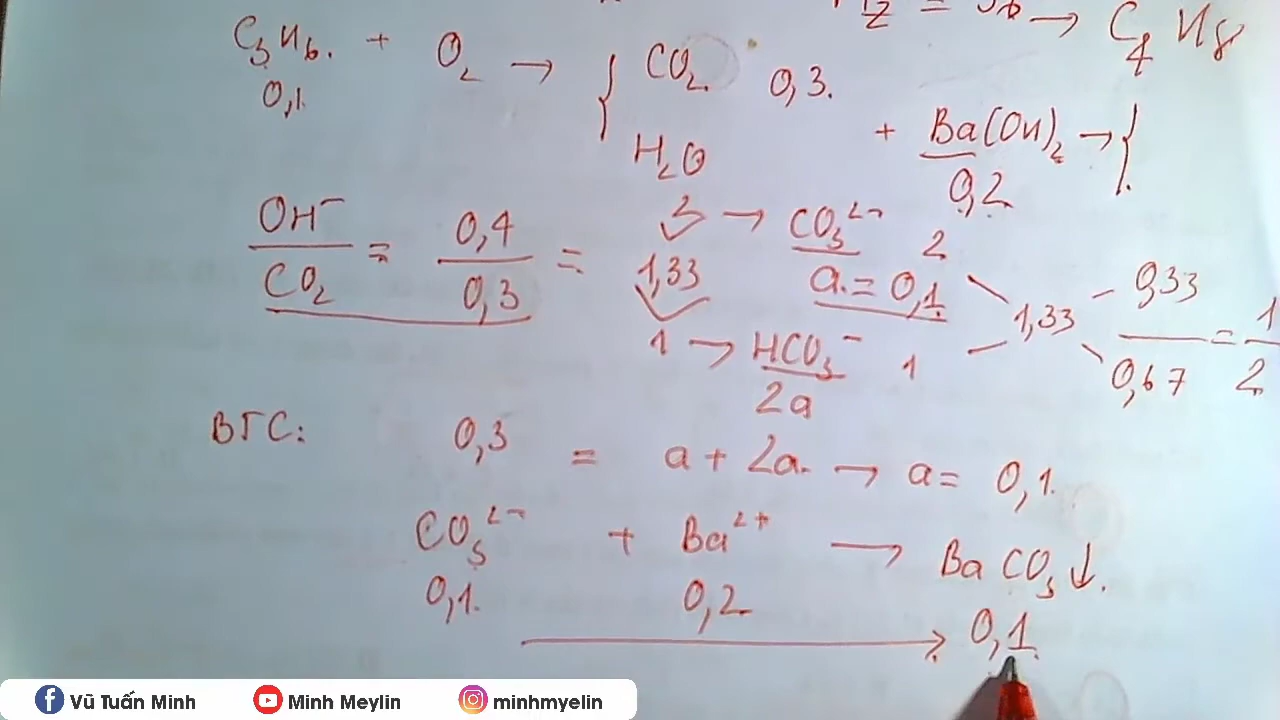 = 56 → C₄H₈
C₃H₆ + O₂ → { CO₂ 0,3.
0,1
H₂O + Ba(OH)₂ → {
0,2
OH⁻ / CO₂ = 0,4 / 0,3 = 1,33
2 → CO₃²⁻ 2
a = 0,1
1,33 0,33 / 0,67 = 1 / 2
1 → HCO₃⁻ 1
2a
BTC: 0,3 = a + 2a → a = 0,1
CO₃²⁻ + Ba²⁺ → BaCO₃↓
0,1 0,2 → 0,1
Vũ Tuấn Minh Minh Meylin minhmyelin